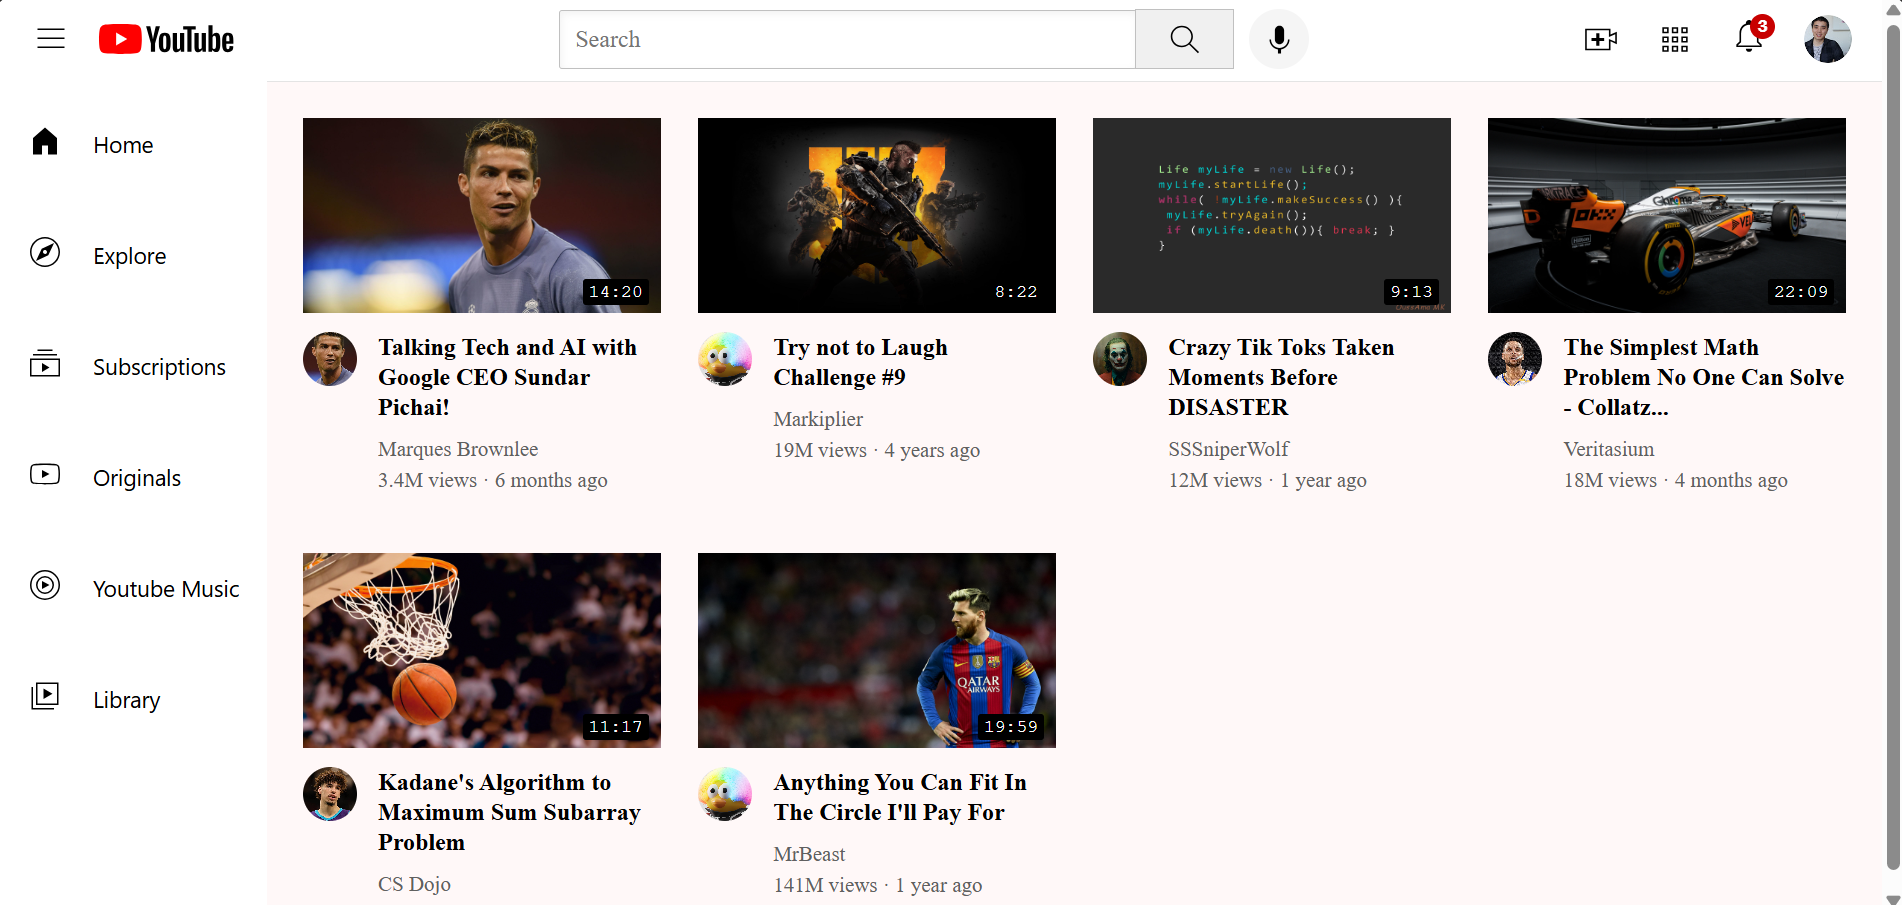 YouTube
Search
3
Home
Explore
Subscriptions
Originals
Youtube Music
Library
Life myLife = new Life();
myLife.startLife();
while( !myLife.makeSuccess() ){
myLife.tryAgain();
if (myLife.death()){ break; }
}
14:20
8:22
9:13
22:09
Talking Tech and AI with
Google CEO Sundar
Pichai!
Marques Brownlee
3.4M views · 6 months ago
Try not to Laugh
Challenge #9
Markiplier
19M views · 4 years ago
Crazy Tik Toks Taken
Moments Before
DISASTER
SSSniperWolf
12M views · 1 year ago
The Simplest Math
Problem No One Can Solve
- Collatz...
Veritasium
18M views · 4 months ago
QATAR
AIRWAYS
11:17
19:59
Kadane's Algorithm to
Maximum Sum Subarray
Problem
CS Dojo
Anything You Can Fit In
The Circle I'll Pay For
MrBeast
141M views · 1 year ago